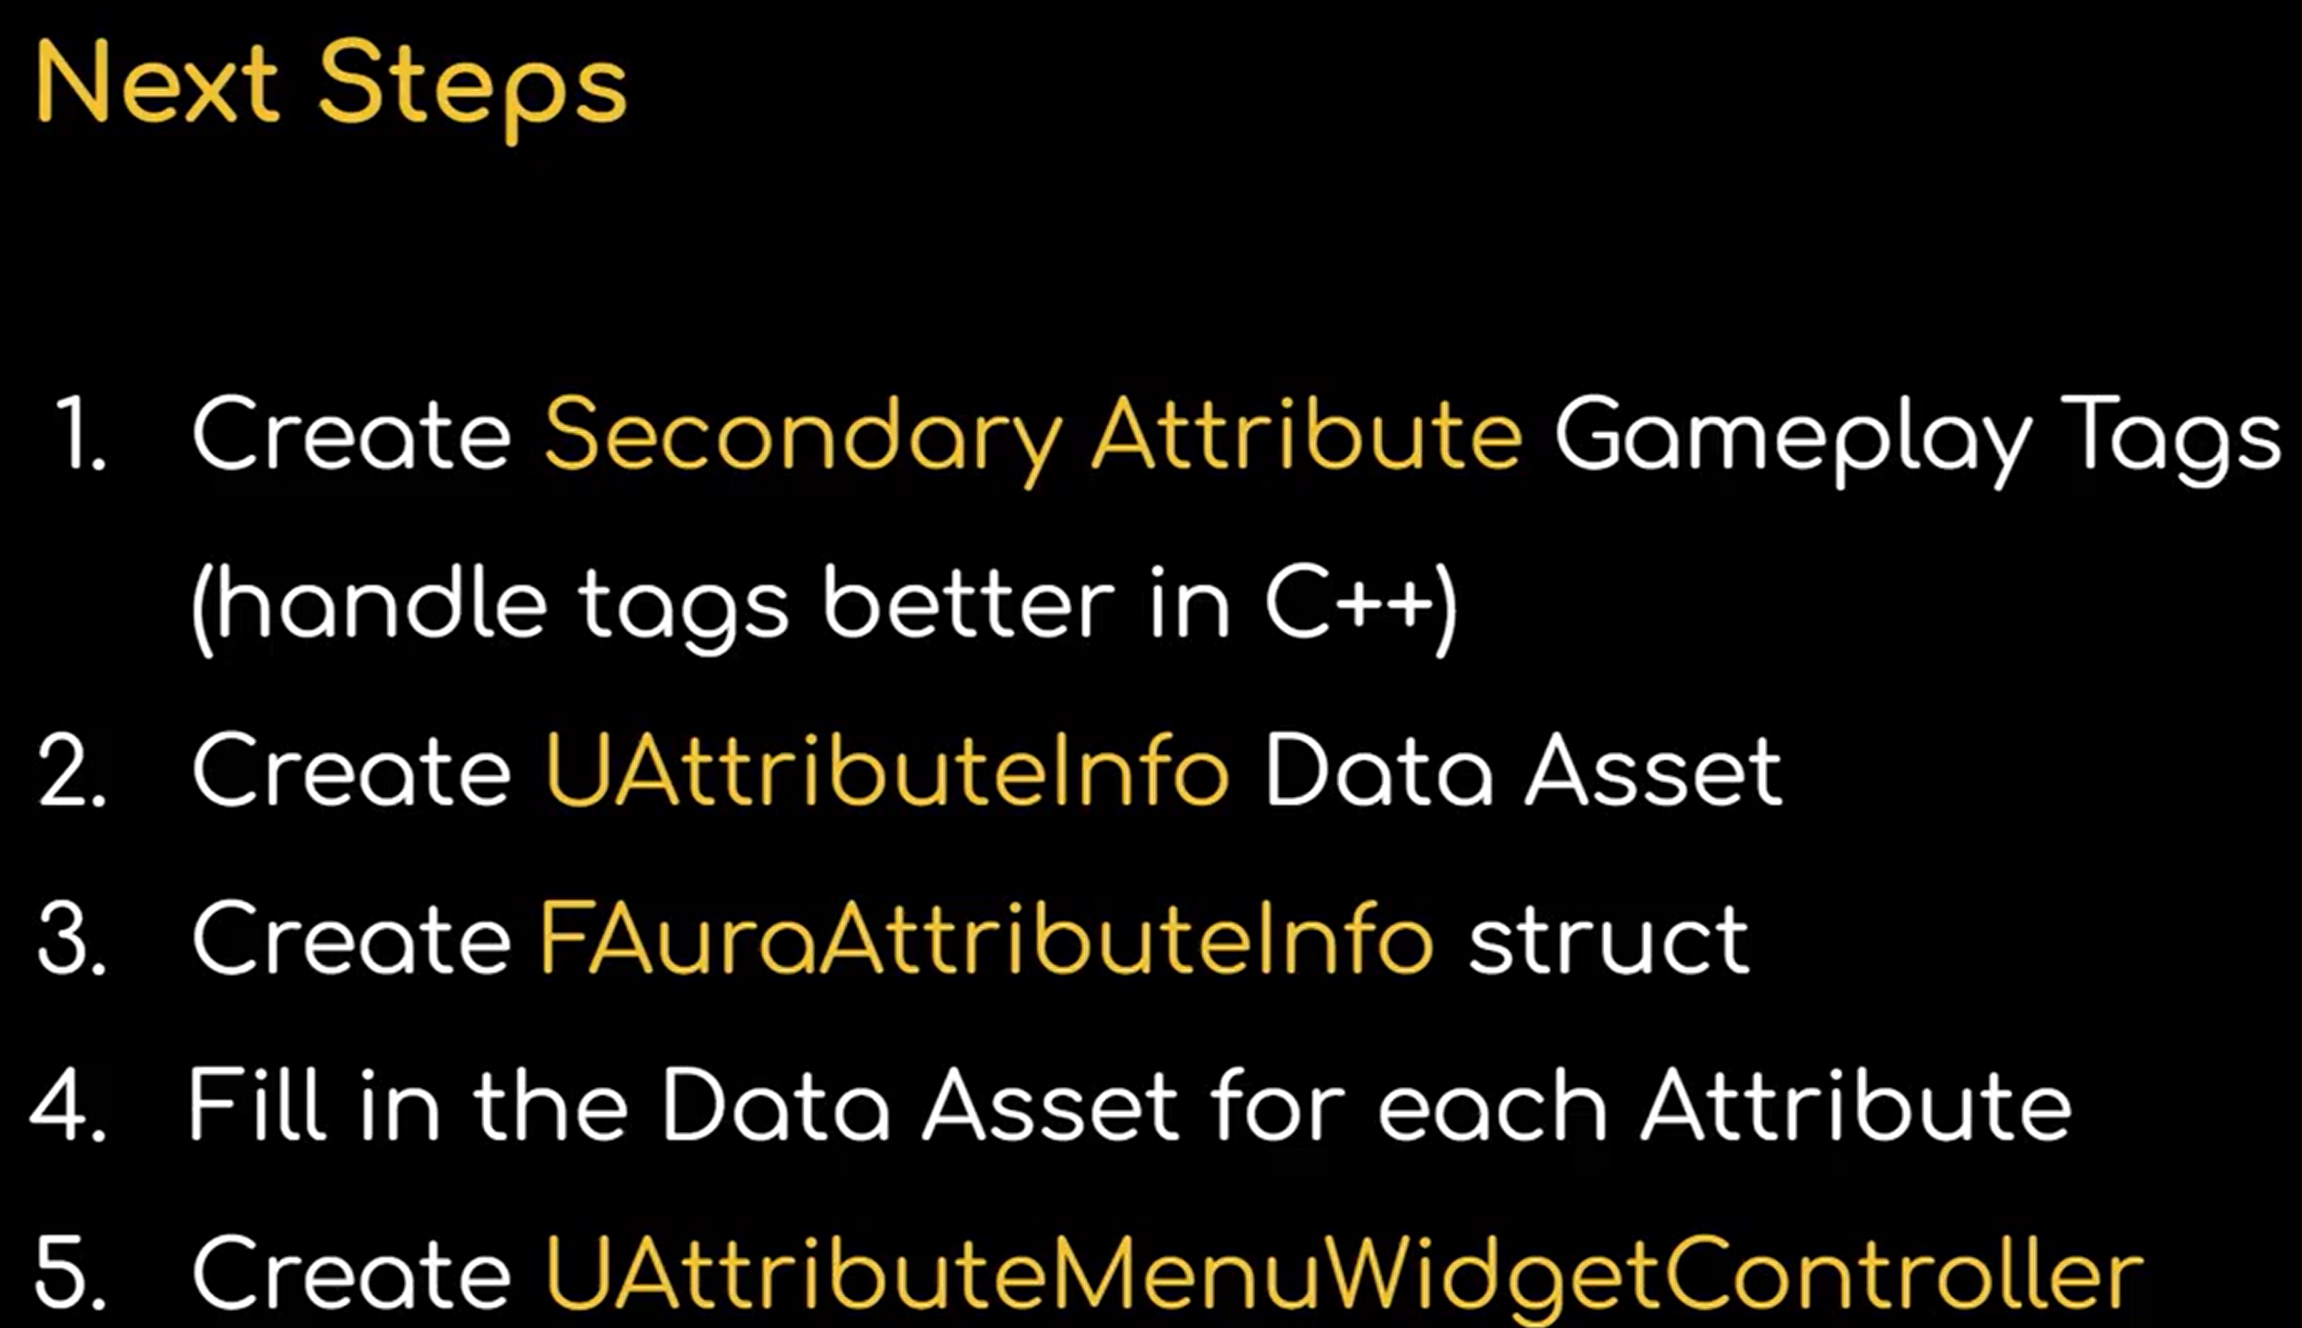 Next Steps
1. Create Secondary Attribute Gameplay Tags
(handle tags better in C++)
2. Create UAttributeInfo Data Asset
3. Create FAuraAttributeInfo struct
4. Fill in the Data Asset for each Attribute
5. Create UAttributeMenuWidgetController